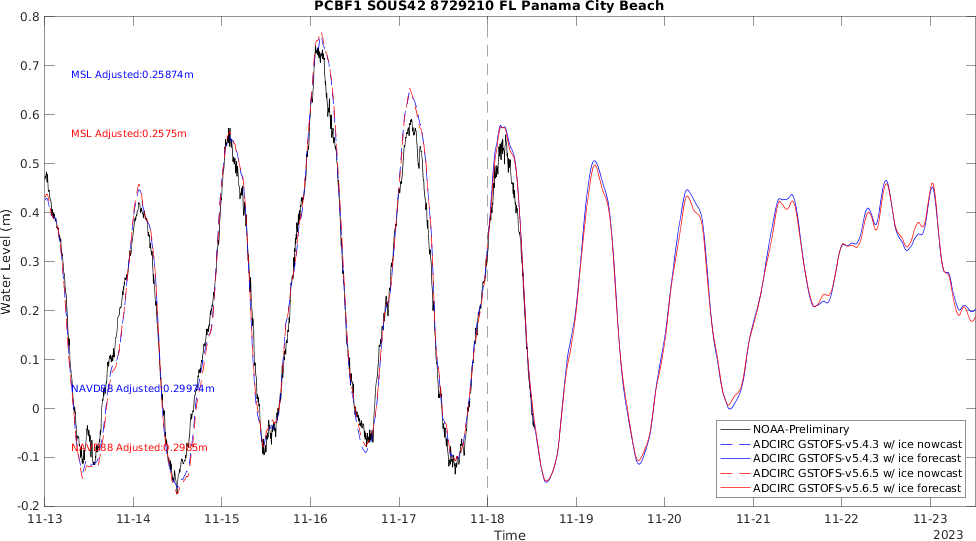 PCBF1 SOUS42 8729210 FL Panama City Beach
0.8
0.7
0.6
0.5
0.4
0.3
0.2
0.1
0
-0.1
-0.2
Water Level (m)
MSL Adjusted:0.25874m
MSL Adjusted:0.2575m
NAVD88 Adjusted:0.29974m
NAVD88 Adjusted:0.2985m
NOAA-Preliminary
ADCIRC GSTOFS-v5.4.3 w/ ice nowcast
ADCIRC GSTOFS-v5.4.3 w/ ice forecast
ADCIRC GSTOFS-v5.6.5 w/ ice nowcast
ADCIRC GSTOFS-v5.6.5 w/ ice forecast
11-13 11-14 11-15 11-16 11-17 11-18 11-19 11-20 11-21 11-22 11-23
Time
2023